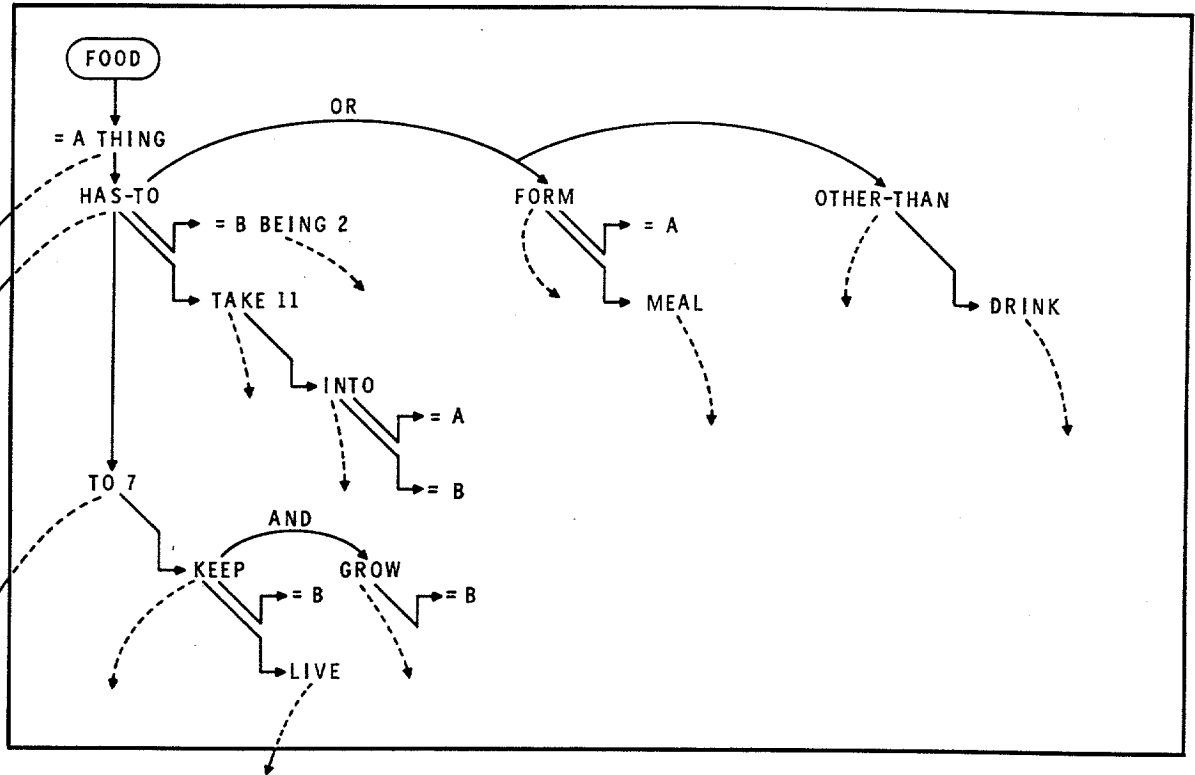 FOOD
OR
= A THING
HAS-TO
FORM
OTHER-THAN
= B BEING 2
= A
TAKE 11
MEAL
DRINK
INTO
= A
TO 7
= B
AND
KEEP
GROW
= B
= B
LIVE